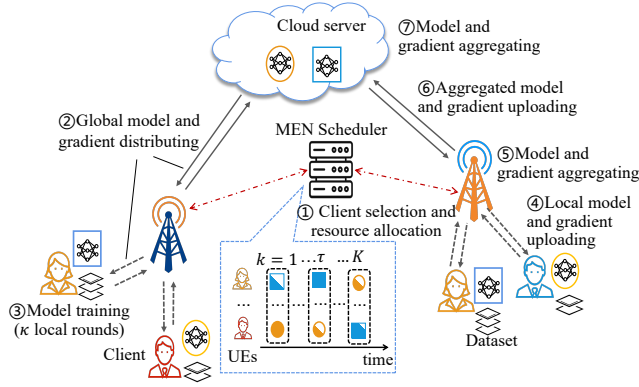 Cloud server
⑦Model and
gradient aggregating
⑥Aggregated model
and gradient uploading
②Global model and
gradient distributing
MEN Scheduler
⑤Model and
gradient aggregating
① Client selection and
resource allocation
④Local model
and gradient
uploading
k = 1 ...τ ...K
... ... ...
③Model training
(κ local rounds)
Client
UEs
time
Dataset